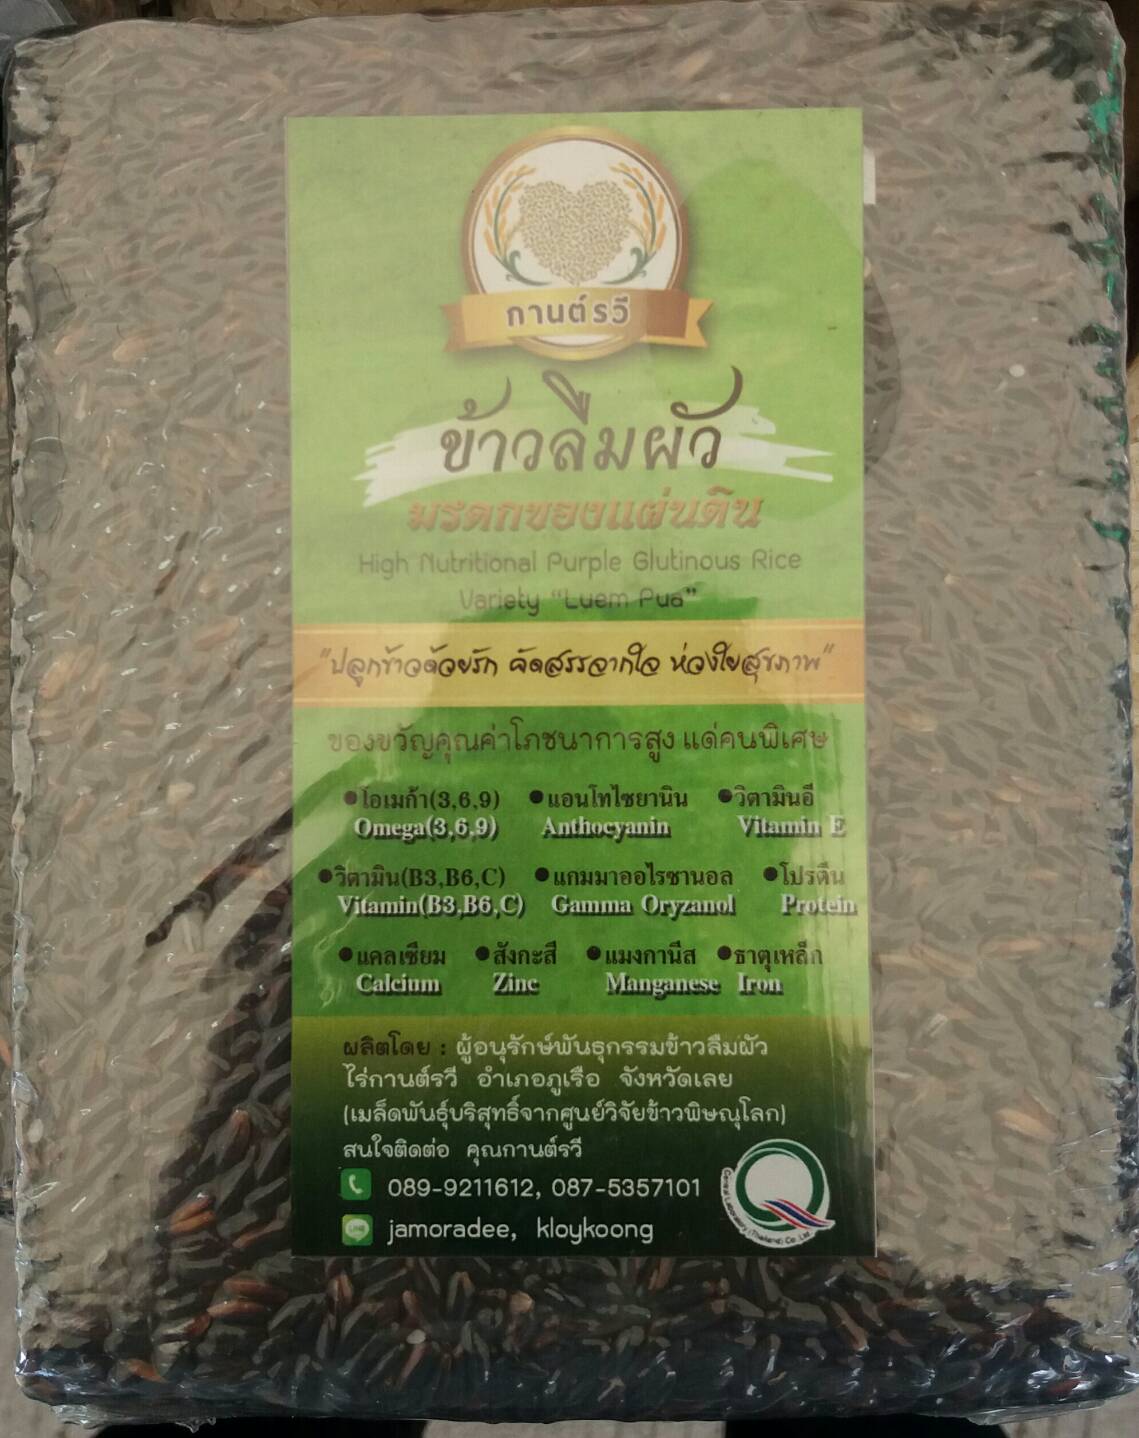 กานต์รวี
ข้าวลืมผัว
มรดกของแผ่นดิน
High Nutritional Purple Glutinous Rice
Variety "Luem Pua"
"ปลูกข้าวด้วยรัก คัดสรรจากใจ ห่วงใยสุขภาพ"
ของขวัญคุณค่าโภชนาการสูง แด่คนพิเศษ
●โอเมก้า(3,6,9) ●แอนโทไซยานิน ●วิตามินอี
Omega(3,6,9) Anthocyanin Vitamin E
●วิตามิน(B3,B6,C) ●แกมมาออไรซานอล ●โปรตีน
Vitamin(B3,B6,C) Gamma Oryzanol Protein
●แคลเซียม ●สังกะสี ●แมงกานีส ●ธาตุเหล็ก
Calcium Zinc Manganese Iron
ผลิตโดย : ผู้อนุรักษ์พันธุกรรมข้าวลืมผัว
ไร่กานต์รวี อำเภอภูเรือ จังหวัดเลย
(เมล็ดพันธุ์บริสุทธิ์จากศูนย์วิจัยข้าวพิษณุโลก)
สนใจติดต่อ คุณกานต์รวี
089-9211612, 087-5357101
LINE jamoradee, kloykoong
Central Laboratory (Thailand) Co.,Ltd.